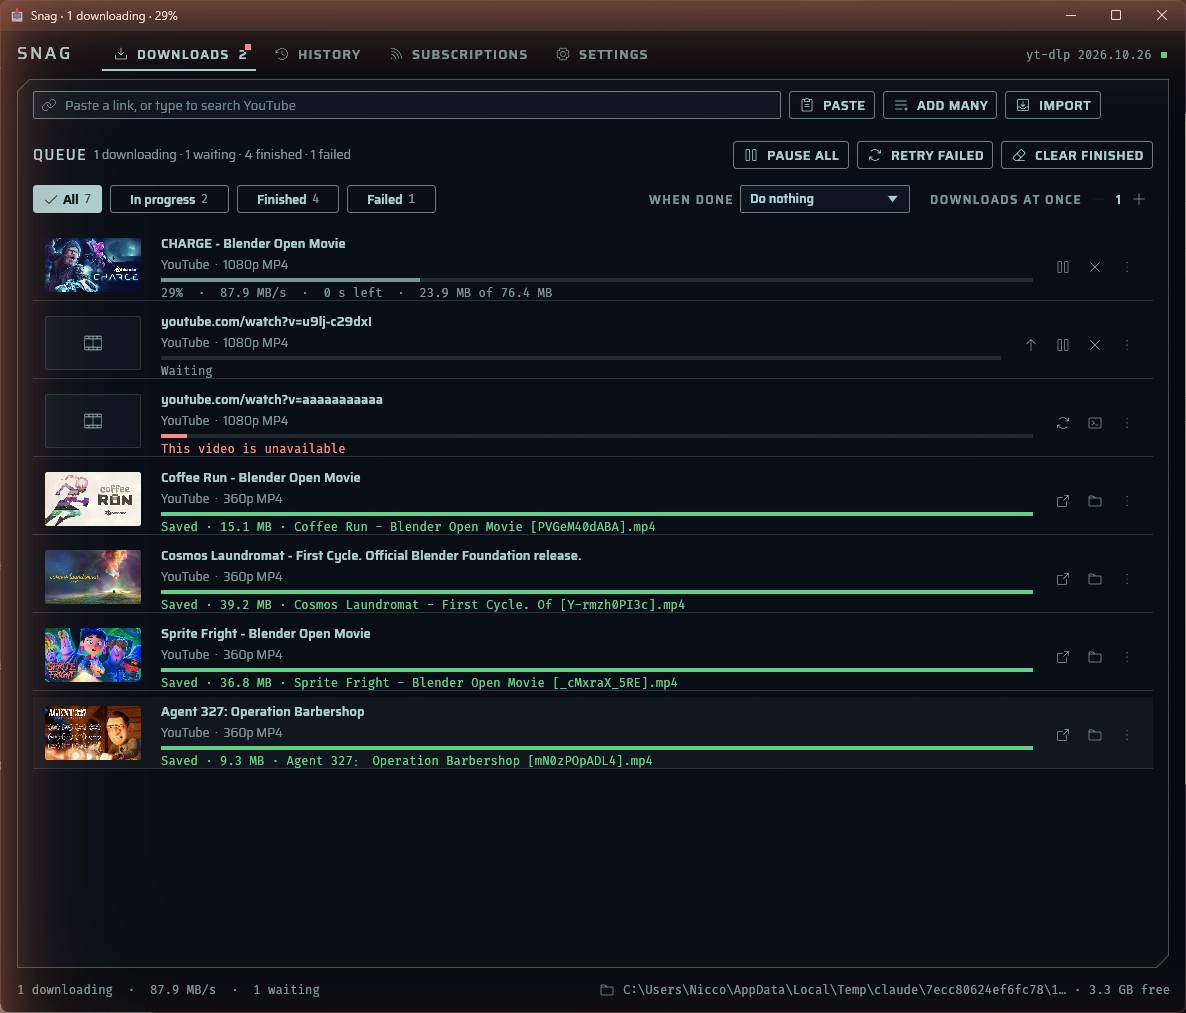 Snag · 1 downloading · 29%
SNAG DOWNLOADS 2 HISTORY SUBSCRIPTIONS SETTINGS yt-dlp 2026.10.26
Paste a link, or type to search YouTube PASTE ADD MANY IMPORT
QUEUE 1 downloading · 1 waiting · 4 finished · 1 failed PAUSE ALL RETRY FAILED CLEAR FINISHED
All 7 In progress 2 Finished 4 Failed 1 WHEN DONE Do nothing DOWNLOADS AT ONCE 1
CHARGE - Blender Open Movie
YouTube · 1080p MP4
CHARGE
29% · 87.9 MB/s · 0 s left · 23.9 MB of 76.4 MB
youtube.com/watch?v=u9lj-c29dxI
YouTube · 1080p MP4
Waiting
youtube.com/watch?v=aaaaaaaaaaa
YouTube · 1080p MP4
This video is unavailable
Coffee Run - Blender Open Movie
coffee
RUN
YouTube · 360p MP4
Saved · 15.1 MB · Coffee Run - Blender Open Movie [PVGeM40dABA].mp4
Cosmos Laundromat - First Cycle. Official Blender Foundation release.
YouTube · 360p MP4
cosmos laundromat
Saved · 39.2 MB · Cosmos Laundromat - First Cycle. Of [Y-rmzh0PI3c].mp4
Sprite Fright - Blender Open Movie
YouTube · 360p MP4
SPRITE
FRIGHT
Saved · 36.8 MB · Sprite Fright - Blender Open Movie [_cMxraX_5RE].mp4
Agent 327: Operation Barbershop
AGENT 327
YouTube · 360p MP4
Saved · 9.3 MB · Agent 327： Operation Barbershop [mN0zPOpADL4].mp4
1 downloading · 87.9 MB/s · 1 waiting C:\Users\Nicco\AppData\Local\Temp\claude\7ecc80624ef6fc78\1… · 3.3 GB free